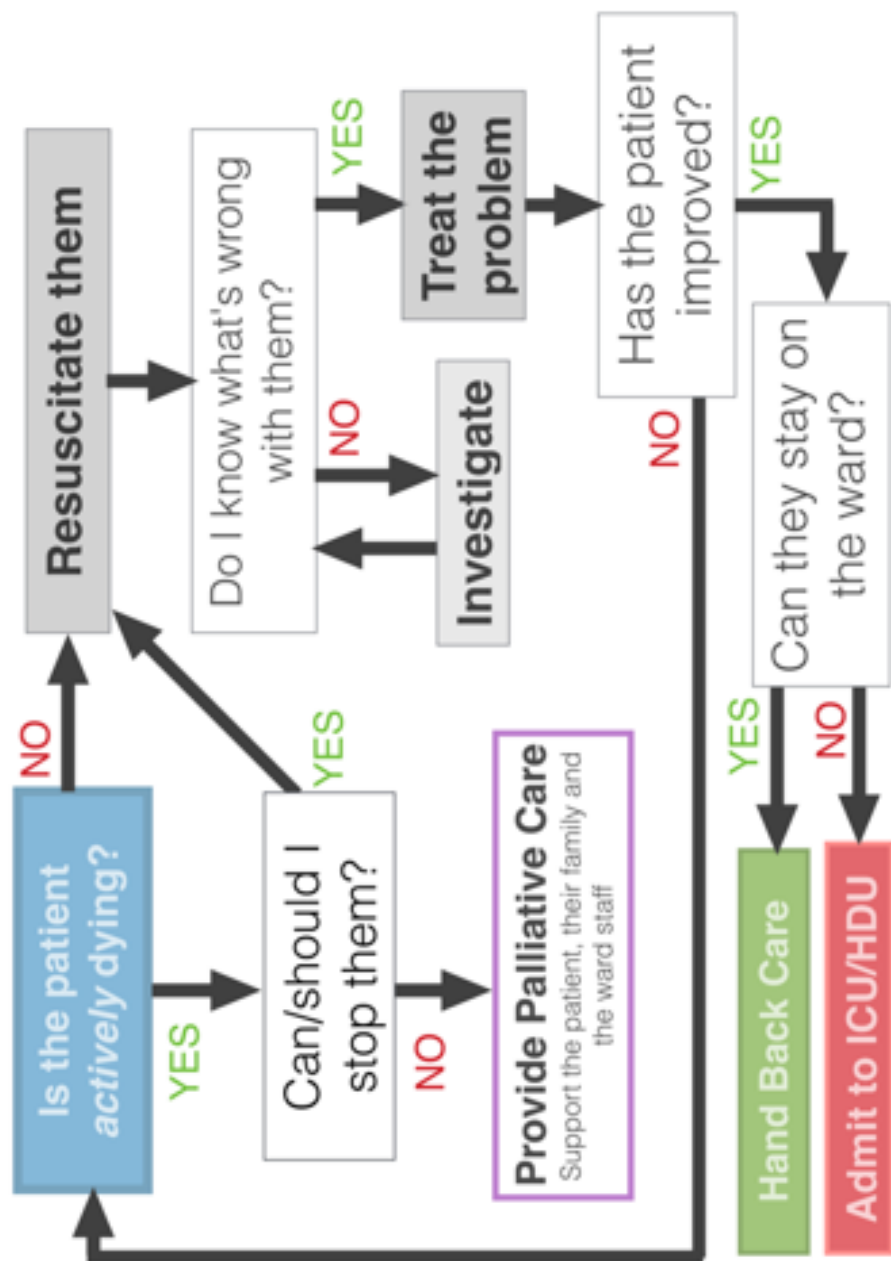 Is the patient
actively dying?
NO
Resuscitate them
YES
Can/should I
stop them?
YES
NO
Provide Palliative Care
Support the patient, their family and
the ward staff
Do I know what's wrong
with them?
NO
YES
Investigate
Treat the
problem
Has the patient
improved?
NO
YES
Can they stay on
the ward?
YES
NO
Hand Back Care
Admit to ICU/HDU